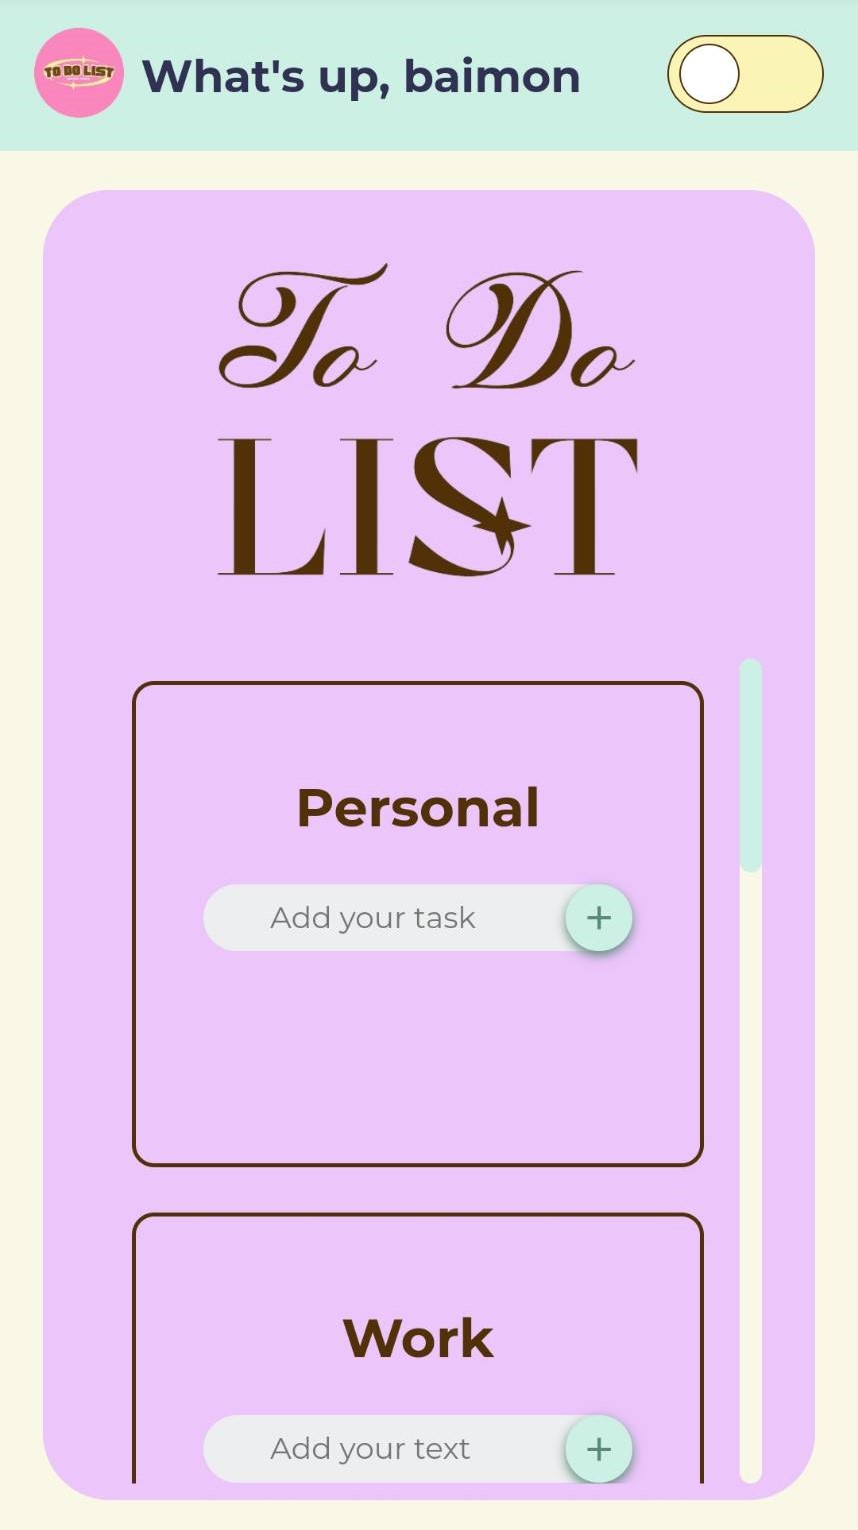 TO DO LIST
What's up, baimon
To Do
LIST
Personal
Add your task
+
Work
Add your text
+